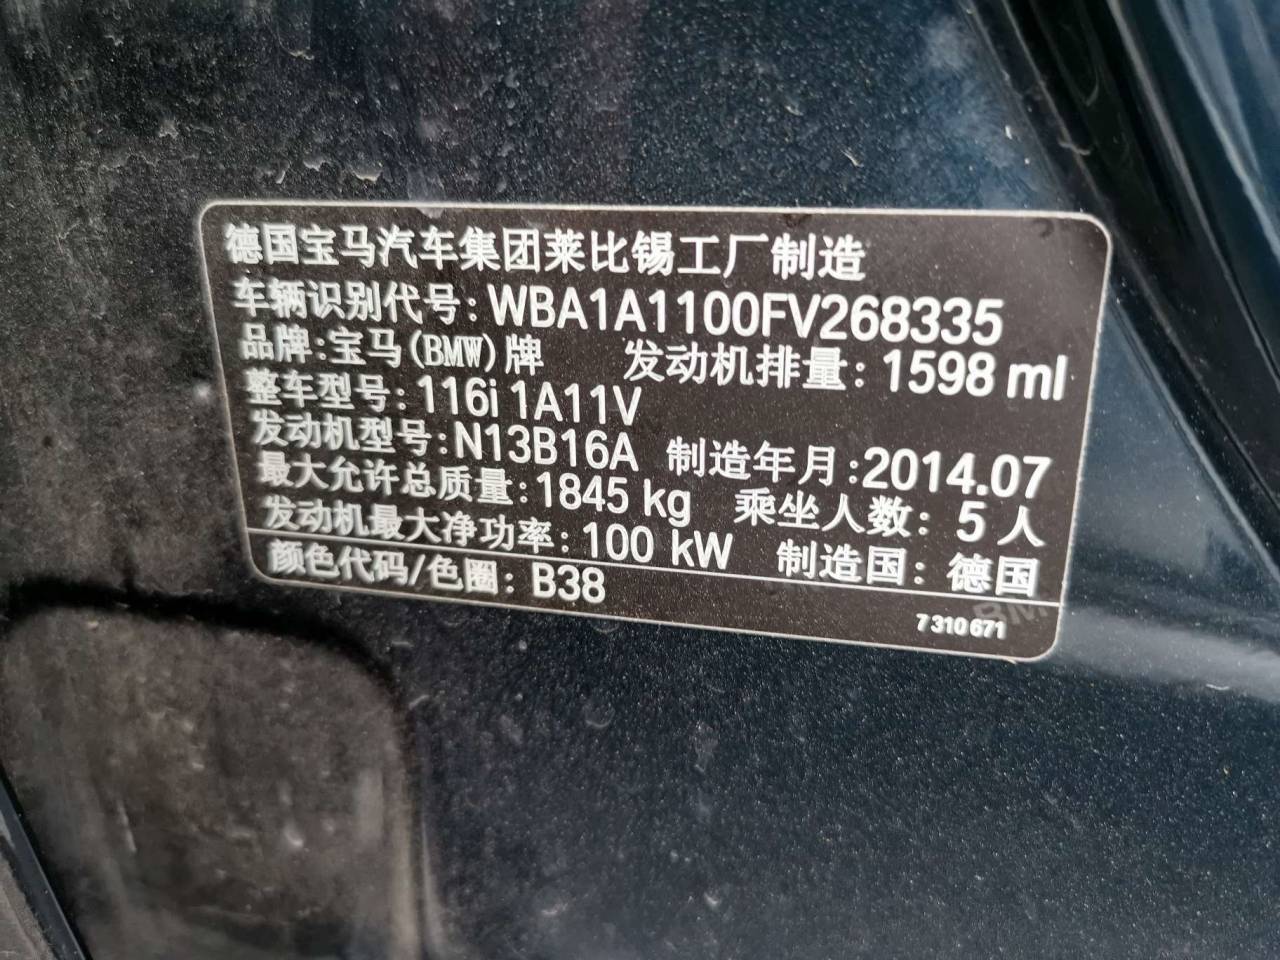 德国宝马汽车集团莱比锡工厂制造
车辆识别代号: WBA1A1100FV268335
品牌:宝马(BMW)牌 发动机排量: 1598 ml
整车型号: 116i 1A11V
发动机型号: N13B16A 制造年月:2014.07
最大允许总质量: 1845 kg 乘坐人数: 5 人
发动机最大净功率: 100 kW 制造国: 德国
颜色代码/色圈: B38
7 310 671